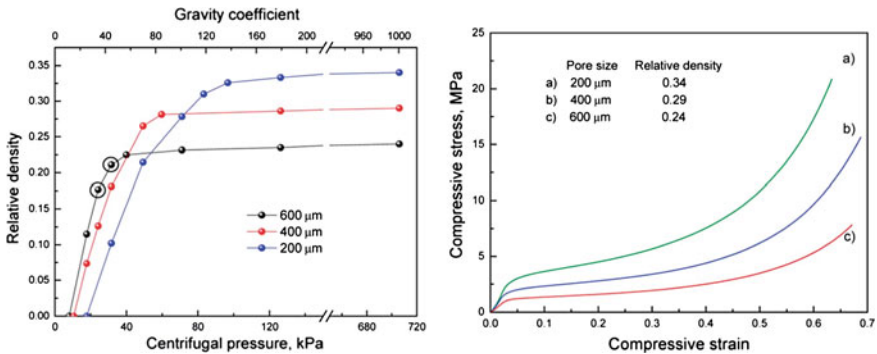 Gravity coefficient
0 40 80 120 160 200 960 1000
Relative density
0.35
0.30
0.25
0.20
0.15
0.10
0.05
0.00
600 µm
400 µm
200 µm
0 40 80 120 160 680 720
Centrifugal pressure, kPa
Compressive stress, MPa
25
20
15
10
5
0
Pore size Relative density
a) 200 µm 0.34
b) 400 µm 0.29
c) 600 µm 0.24
a)
b)
c)
0.0 0.1 0.2 0.3 0.4 0.5 0.6 0.7
Compressive strain